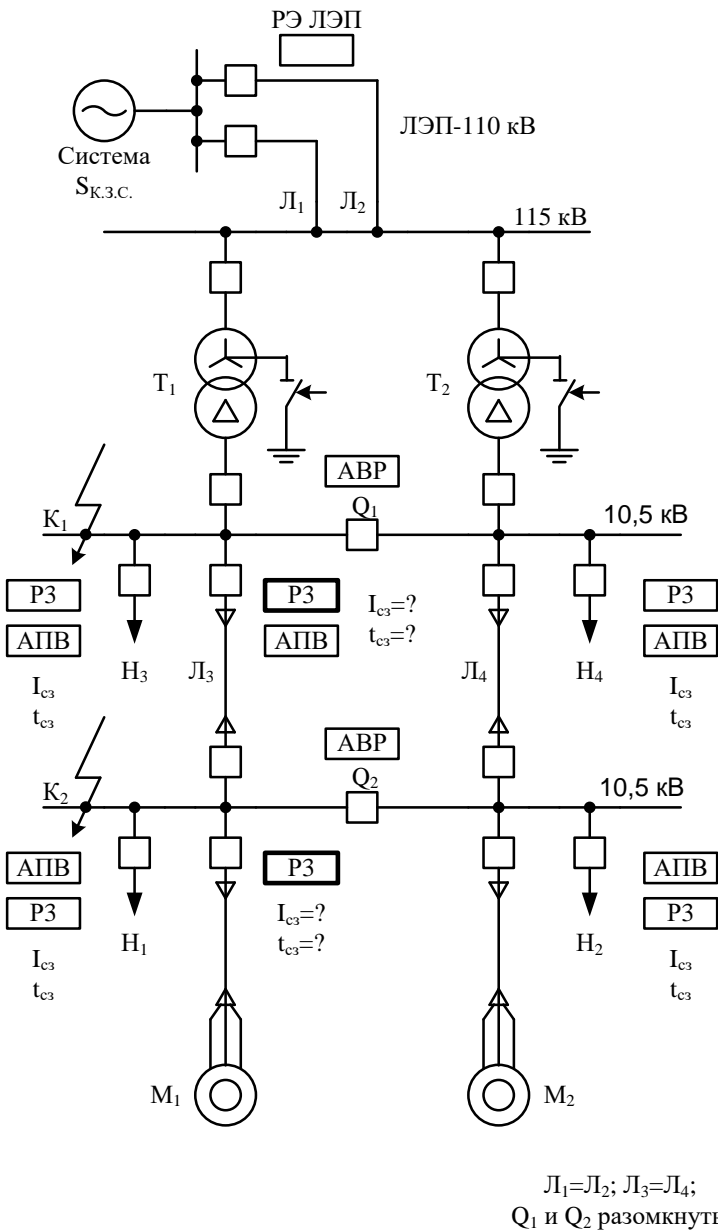 РЭ ЛЭП
ЛЭП-110 кВ
Система
S К.З.С.
Л1 Л2
115 кВ
Т1
Т2
АВР
Q1
К1
10,5 кВ
РЗ
РЗ
Iсз=?
tсз=?
РЗ
АПВ
АПВ
АПВ
Iсз
tсз
Н3
Л3
Л4
Н4
Iсз
tсз
АВР
Q2
К2
10,5 кВ
АПВ
РЗ
АПВ
РЗ
Iсз=?
tсз=?
РЗ
Iсз
tсз
Н1
Н2
Iсз
tсз
М1
М2
Л1=Л2; Л3=Л4;
Q1 и Q2 разомкнуты